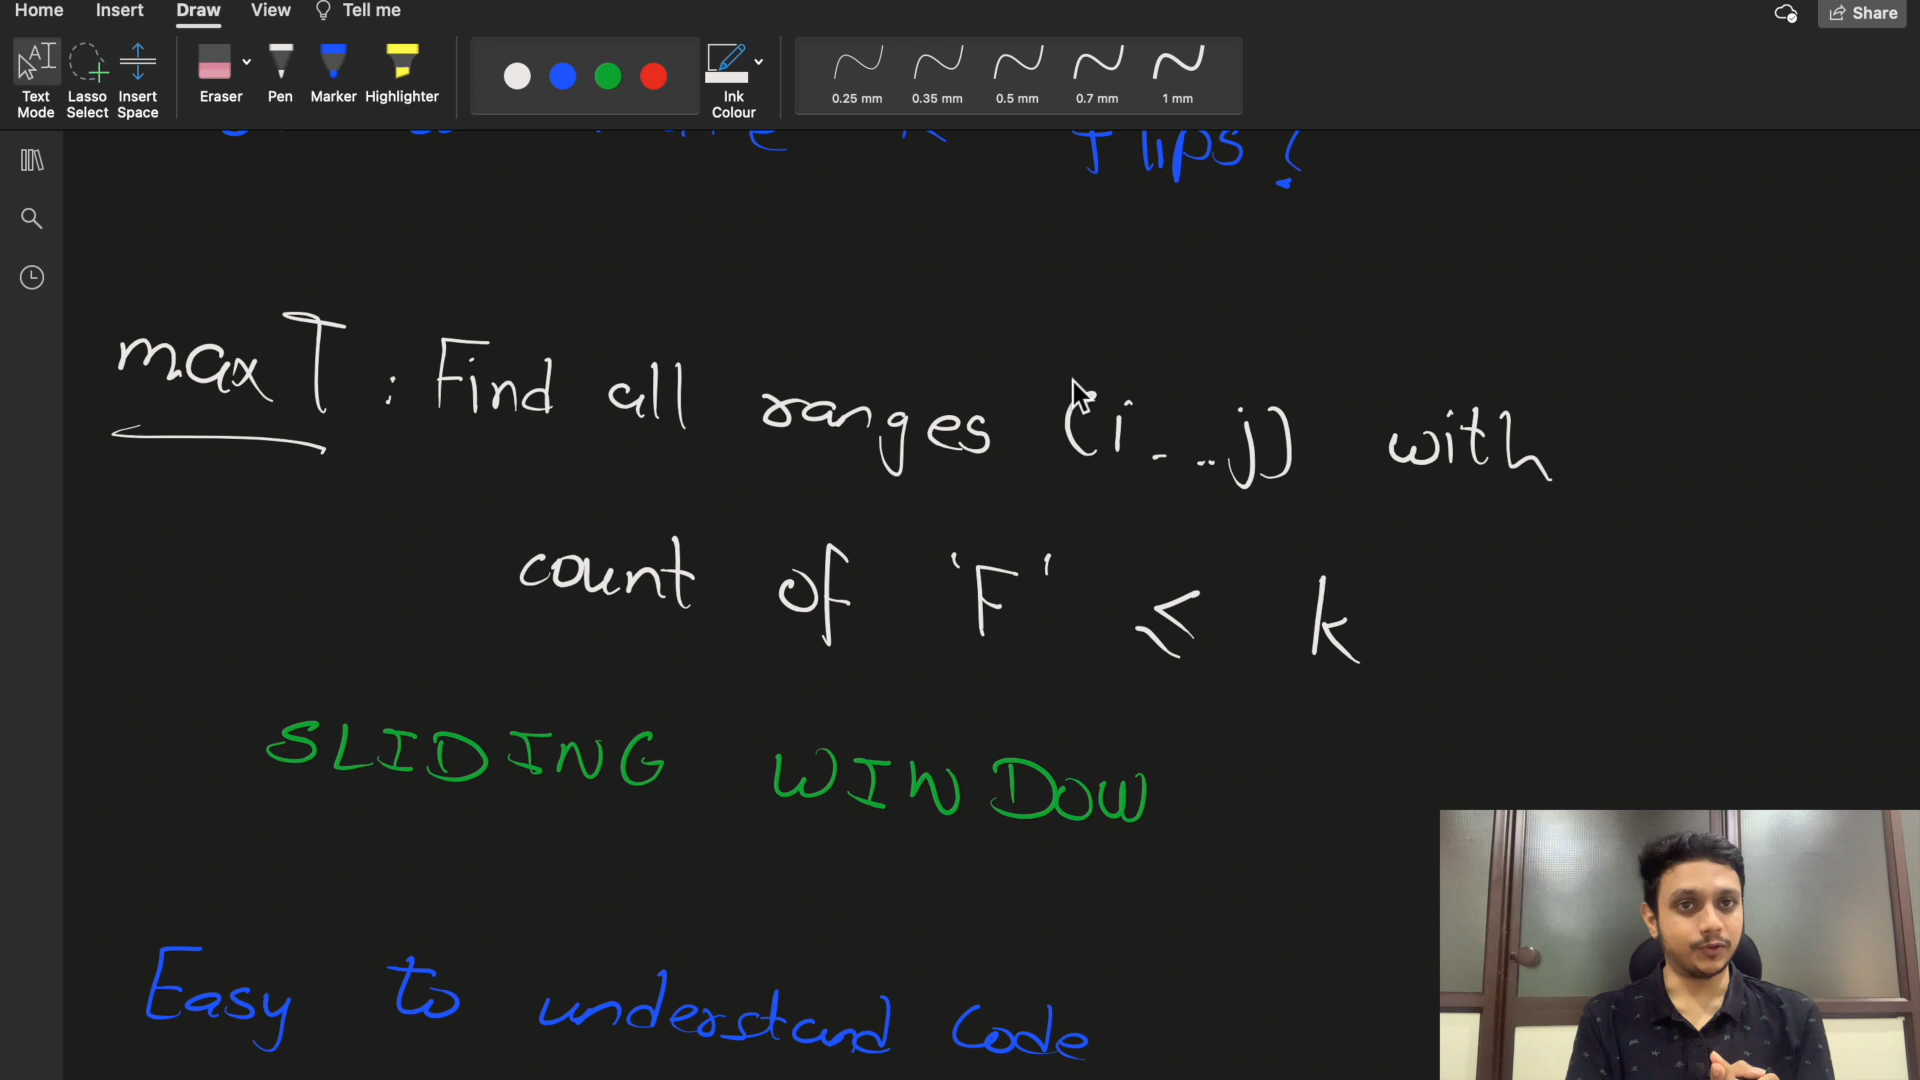 Home Insert Draw View Tell me Share
Text Mode Lasso Select Insert Space Eraser Pen Marker Highlighter Ink Colour 0.25 mm 0.35 mm 0.5 mm 0.7 mm 1 mm
flips?
maxT : Find all ranges (i - ..j) with
count of 'F' ≤ k
SLIDING WINDOW
Easy to understand code